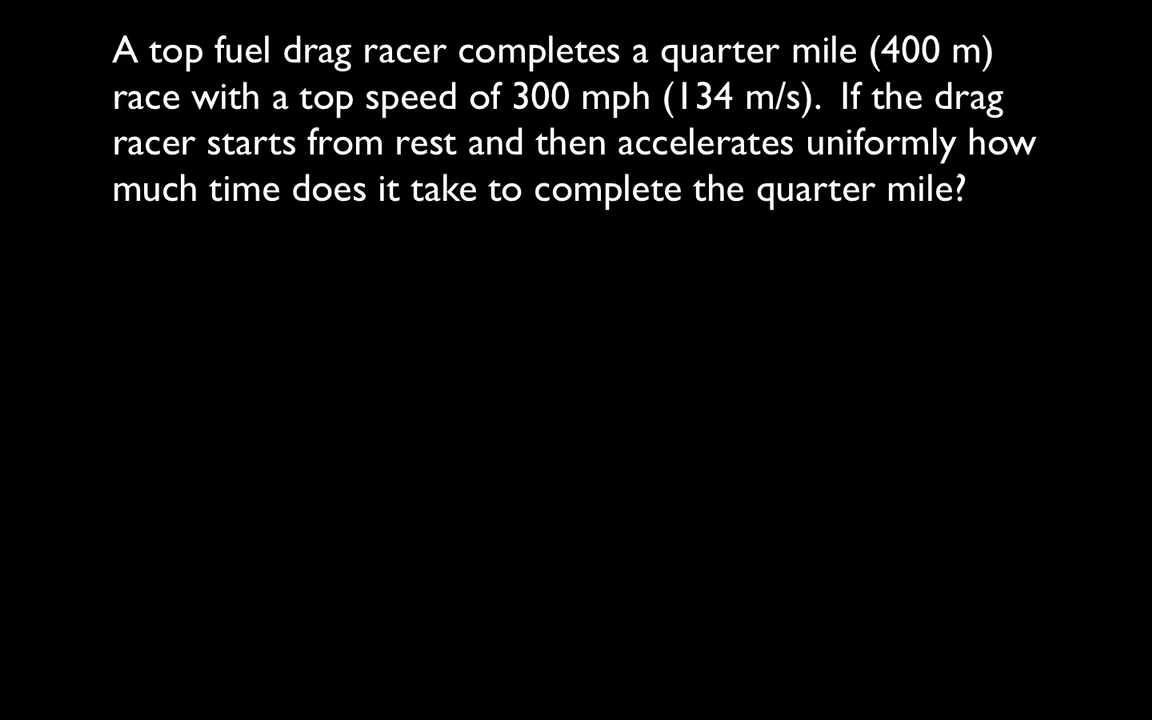 A top fuel drag racer completes a quarter mile (400 m)
race with a top speed of 300 mph (134 m/s).  If the drag
racer starts from rest and then accelerates uniformly how
much time does it take to complete the quarter mile?